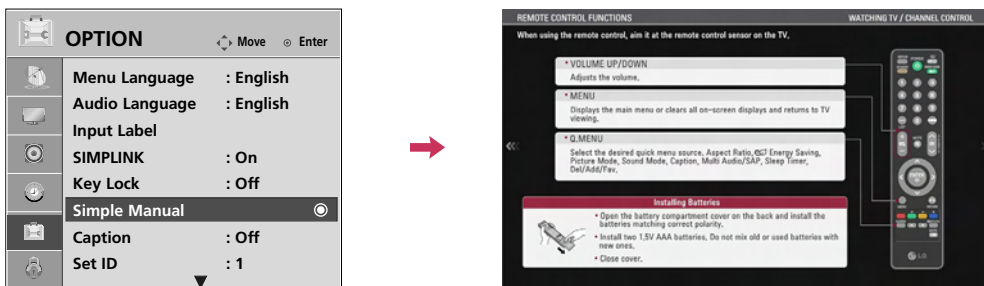 OPTION
Move
Enter
Menu Language : English
Audio Language : English
Input Label
SIMPLINK : On
Key Lock : Off
Simple Manual
Caption : Off
Set ID : 1
REMOTE CONTROL FUNCTIONS
WATCHING TV / CHANNEL CONTROL
When using the remote control, aim it at the remote control sensor on the TV.
• VOLUME UP/DOWN
Adjusts the volume.
• MENU
Displays the main menu or clears all on-screen displays and returns to TV
viewing.
• Q.MENU
Select the desired quick menu source, Aspect Ratio, Energy Saving,
Picture Mode, Sound Mode, Caption, Multi Audio/SAP, Sleep Timer,
Del/Add/Fav.
Installing Batteries
• Open the battery compartment cover on the back and install the
batteries matching correct polarity.
• Install two 1.5V AAA batteries. Do not mix old or used batteries with
new ones.
• Close cover.
ENTER
LG